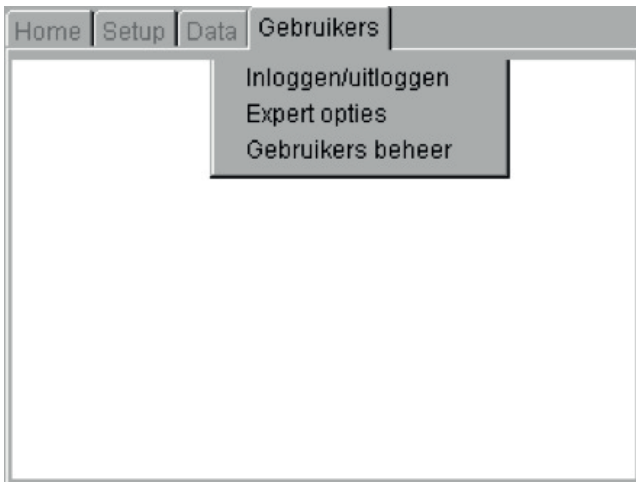 Home Setup Data Gebruikers
Inloggen/uitloggen
Expert opties
Gebruikers beheer